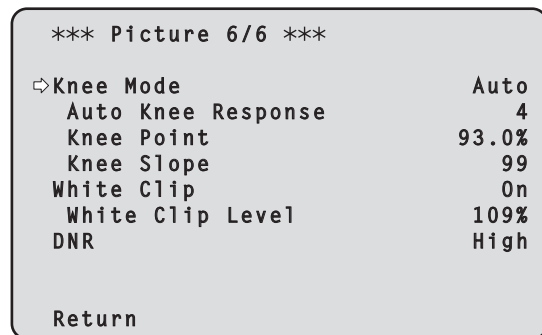 *** Picture 6/6 ***
⇨Knee Mode Auto
Auto Knee Response 4
Knee Point 93.0%
Knee Slope 99
White Clip On
White Clip Level 109%
DNR High
Return